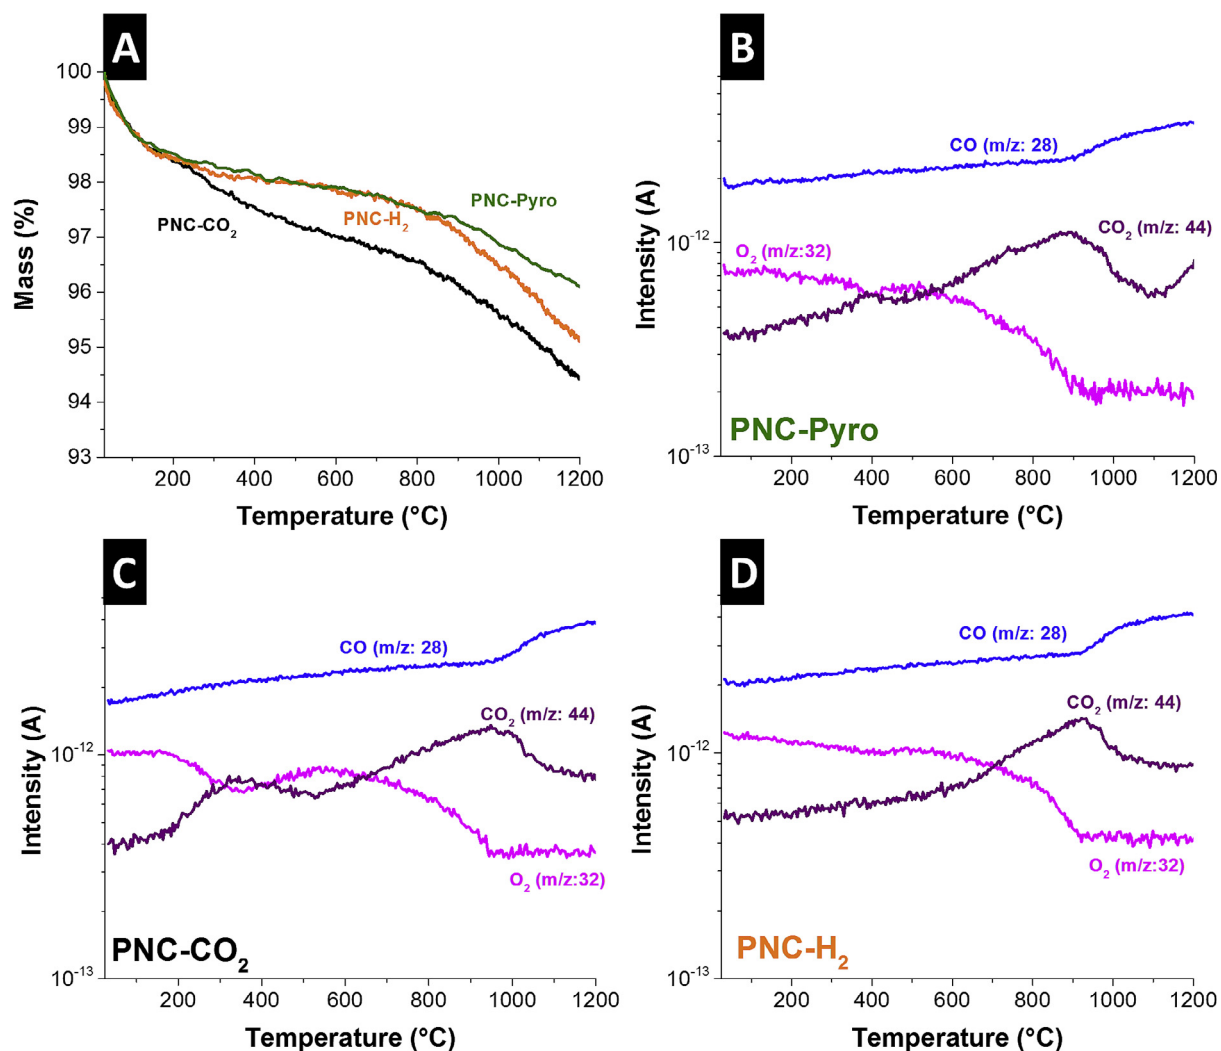 A
100
99
98
97
96
95
94
93
Mass (%)
PNC-CO₂
PNC-H₂
PNC-Pyro
200 400 600 800 1000 1200
Temperature (°C)
B
CO (m/z: 28)
CO₂ (m/z: 44)
O₂ (m/z:32)
10⁻¹²
10⁻¹³
Intensity (A)
PNC-Pyro
200 400 600 800 1000 1200
Temperature (°C)
C
CO (m/z: 28)
CO₂ (m/z: 44)
O₂ (m/z:32)
10⁻¹²
10⁻¹³
Intensity (A)
PNC-CO₂
200 400 600 800 1000 1200
Temperature (°C)
D
CO (m/z: 28)
CO₂ (m/z: 44)
O₂ (m/z:32)
10⁻¹²
10⁻¹³
Intensity (A)
PNC-H₂
200 400 600 800 1000 1200
Temperature (°C)